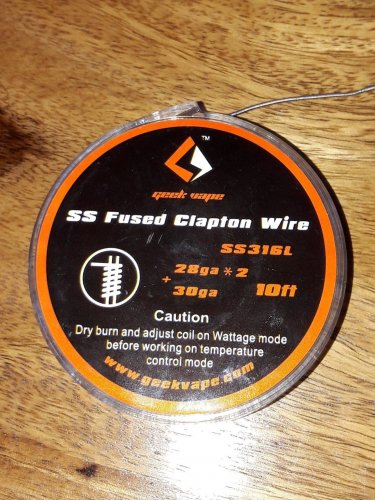 TM
geek vape
SS Fused Clapton Wire
SS316L
28ga * 2
+
30ga 10ft
Caution
Dry burn and adjust coil on Wattage mode
before working on temperature
control mode
www.geekvape.com